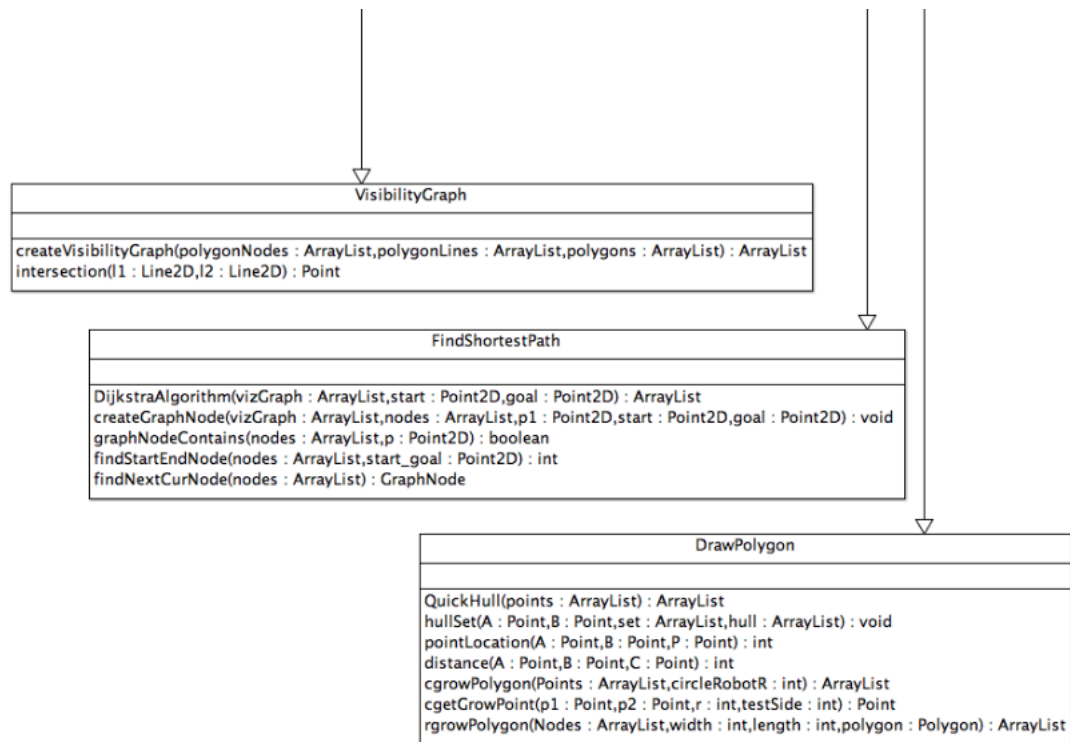 VisibilityGraph
createVisibilityGraph(polygonNodes : ArrayList,polygonLines : ArrayList,polygons : ArrayList) : ArrayList
intersection(l1 : Line2D,l2 : Line2D) : Point
FindShortestPath
DijkstraAlgorithm(vizGraph : ArrayList,start : Point2D,goal : Point2D) : ArrayList
createGraphNode(vizGraph : ArrayList,nodes : ArrayList,p1 : Point2D,start : Point2D,goal : Point2D) : void
graphNodeContains(nodes : ArrayList,p : Point2D) : boolean
findStartEndNode(nodes : ArrayList,start_goal : Point2D) : int
findNextCurNode(nodes : ArrayList) : GraphNode
DrawPolygon
QuickHull(points : ArrayList) : ArrayList
hullSet(A : Point,B : Point,set : ArrayList,hull : ArrayList) : void
pointLocation(A : Point,B : Point,P : Point) : int
distance(A : Point,B : Point,C : Point) : int
cgrowPolygon(Points : ArrayList,circleRobotR : int) : ArrayList
cgetGrowPoint(p1 : Point,p2 : Point,r : int,testSide : int) : Point
rgrowPolygon(Nodes : ArrayList,width : int,length : int,polygon : Polygon) : ArrayList